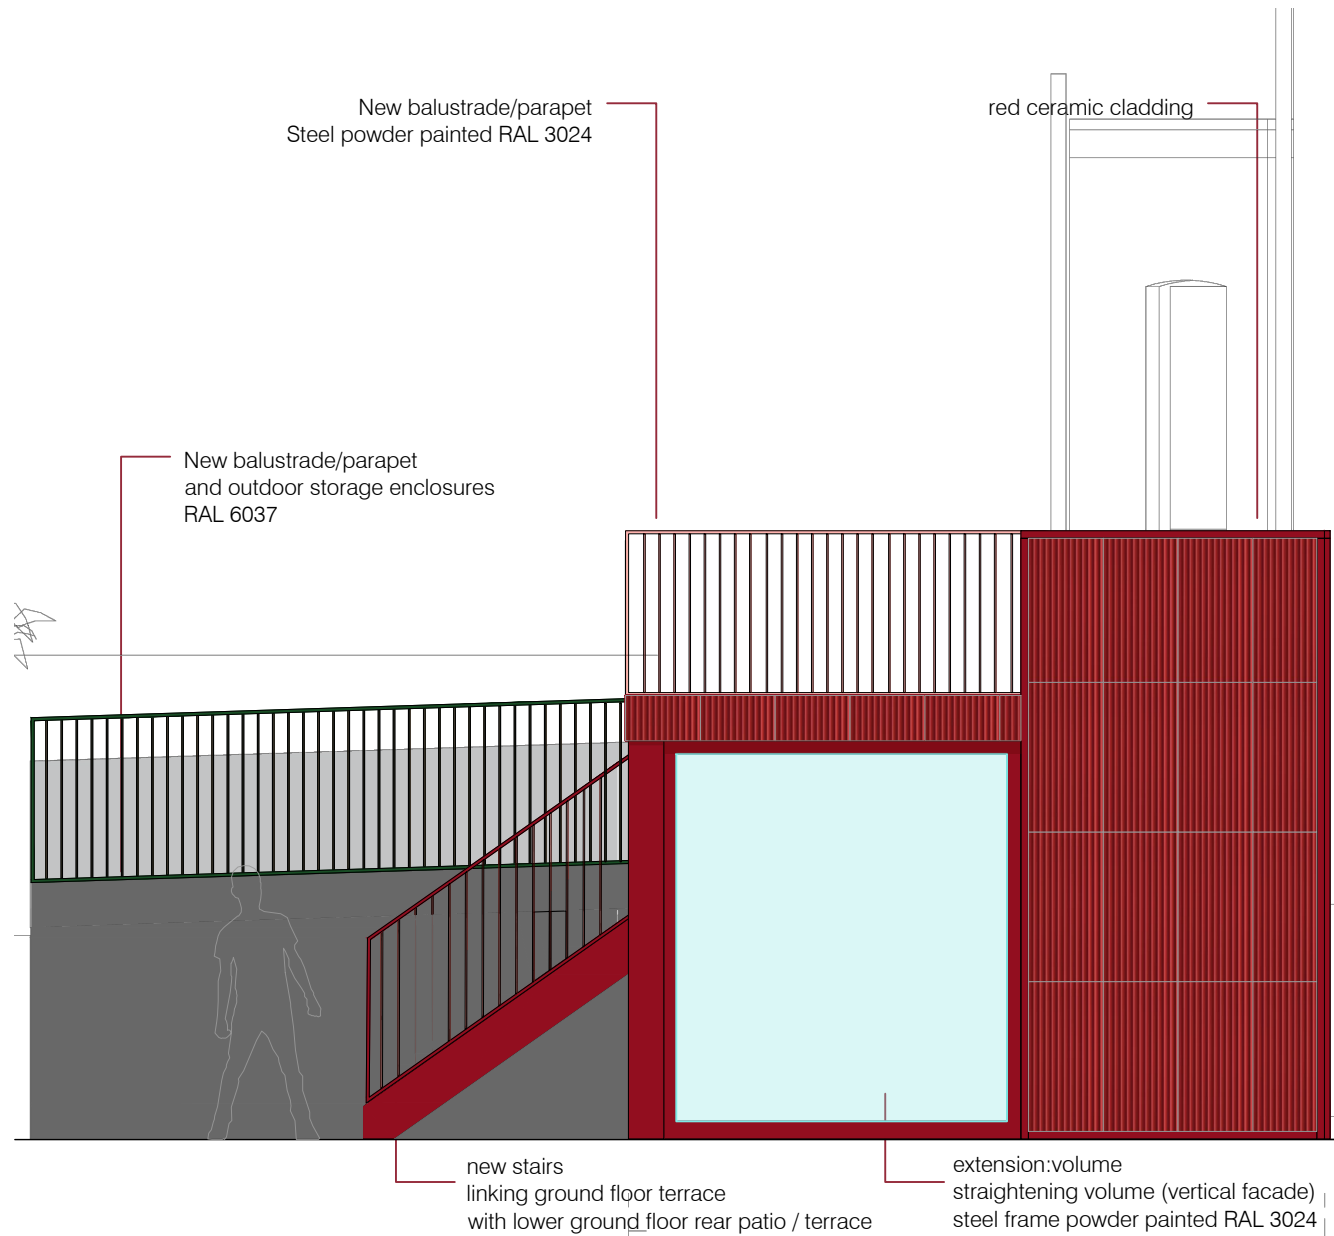 New balustrade/parapet
Steel powder painted RAL 3024
red ceramic cladding
New balustrade/parapet
and outdoor storage enclosures
RAL 6037
new stairs
linking ground floor terrace
with lower ground floor rear patio / terrace
extension:volume
straightening volume (vertical facade)
steel frame powder painted RAL 3024